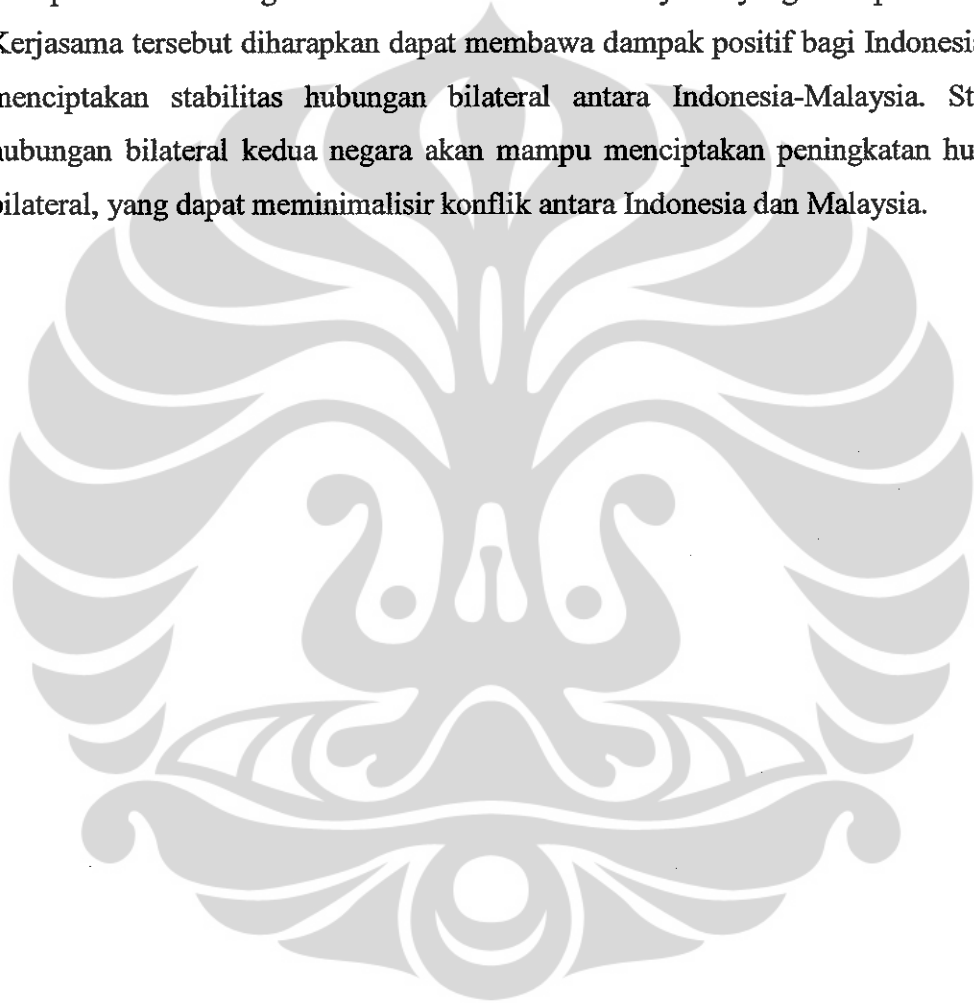 Kerjasama tersebut diharapkan dapat membawa dampak positif bagi Indonesia
menciptakan stabilitas hubungan bilateral antara Indonesia-Malaysia. St
hubungan bilateral kedua negara akan mampu menciptakan peningkatan hu
bilateral, yang dapat meminimalisir konflik antara Indonesia dan Malaysia.